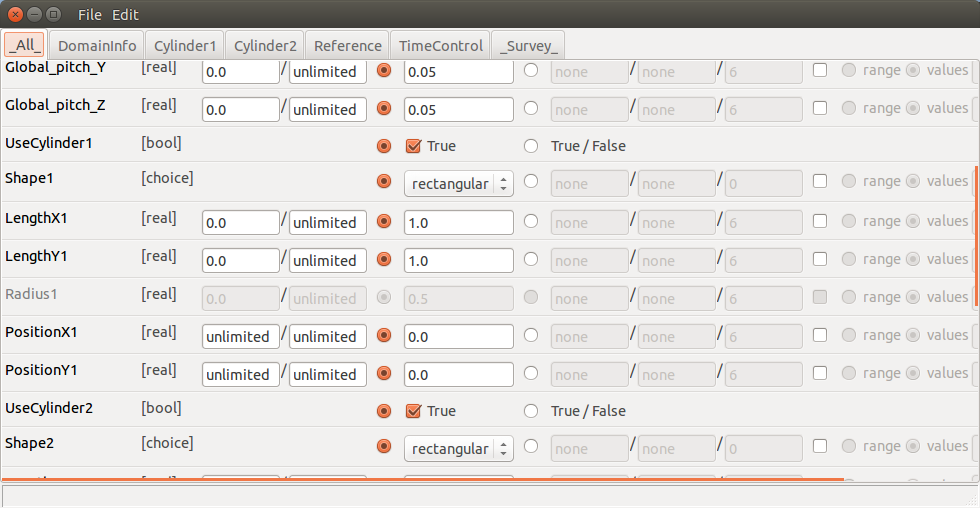 File Edit
_All_ DomainInfo Cylinder1 Cylinder2 Reference TimeControl _Survey_
Global_pitch_Y [real] 0.0 / unlimited 0.05 none / none / 6 range values
Global_pitch_Z [real] 0.0 / unlimited 0.05 none / none / 6 range values
UseCylinder1 [bool] True True / False
Shape1 [choice] rectangular none / none / 0 range values
LengthX1 [real] 0.0 / unlimited 1.0 none / none / 6 range values
LengthY1 [real] 0.0 / unlimited 1.0 none / none / 6 range values
Radius1 [real] 0.0 / unlimited 0.5 none / none / 6 range values
PositionX1 [real] unlimited / unlimited 0.0 none / none / 6 range values
PositionY1 [real] unlimited / unlimited 0.0 none / none / 6 range values
UseCylinder2 [bool] True True / False
Shape2 [choice] rectangular none / none / 0 range values